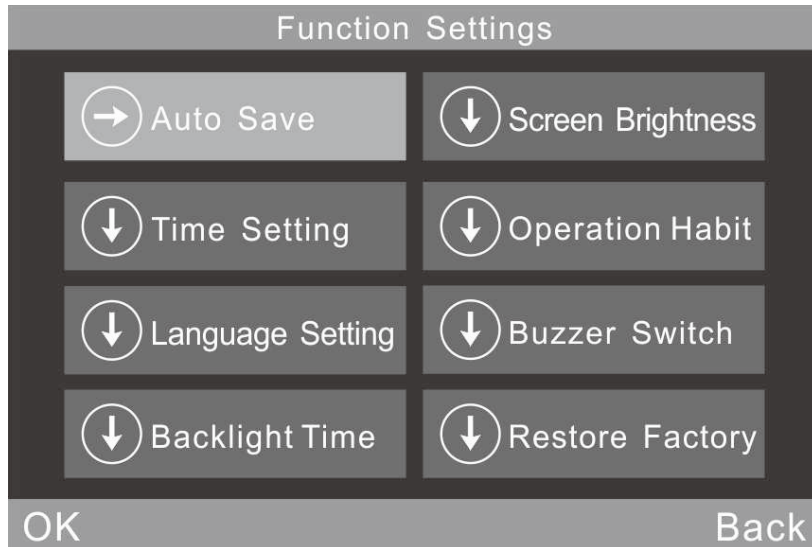 Function Settings
Auto Save
Screen Brightness
Time Setting
Operation Habit
Language Setting
Buzzer Switch
Backlight Time
Restore Factory
OK
Back